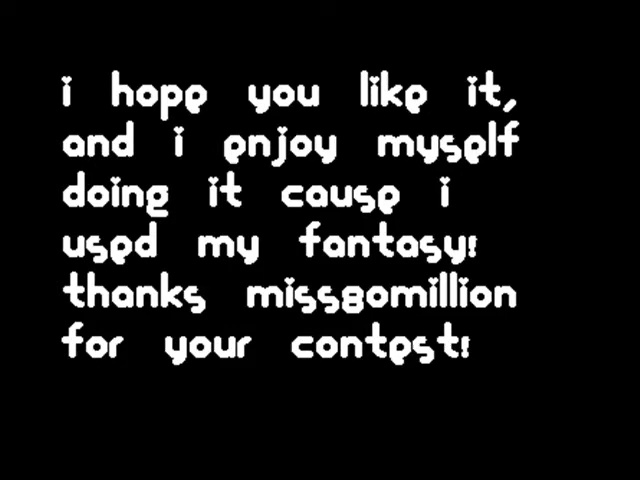 i hope you like it,
and i enjoy myself
doing it cause i
used my fantasy!
thanks miss80million
for your contest!